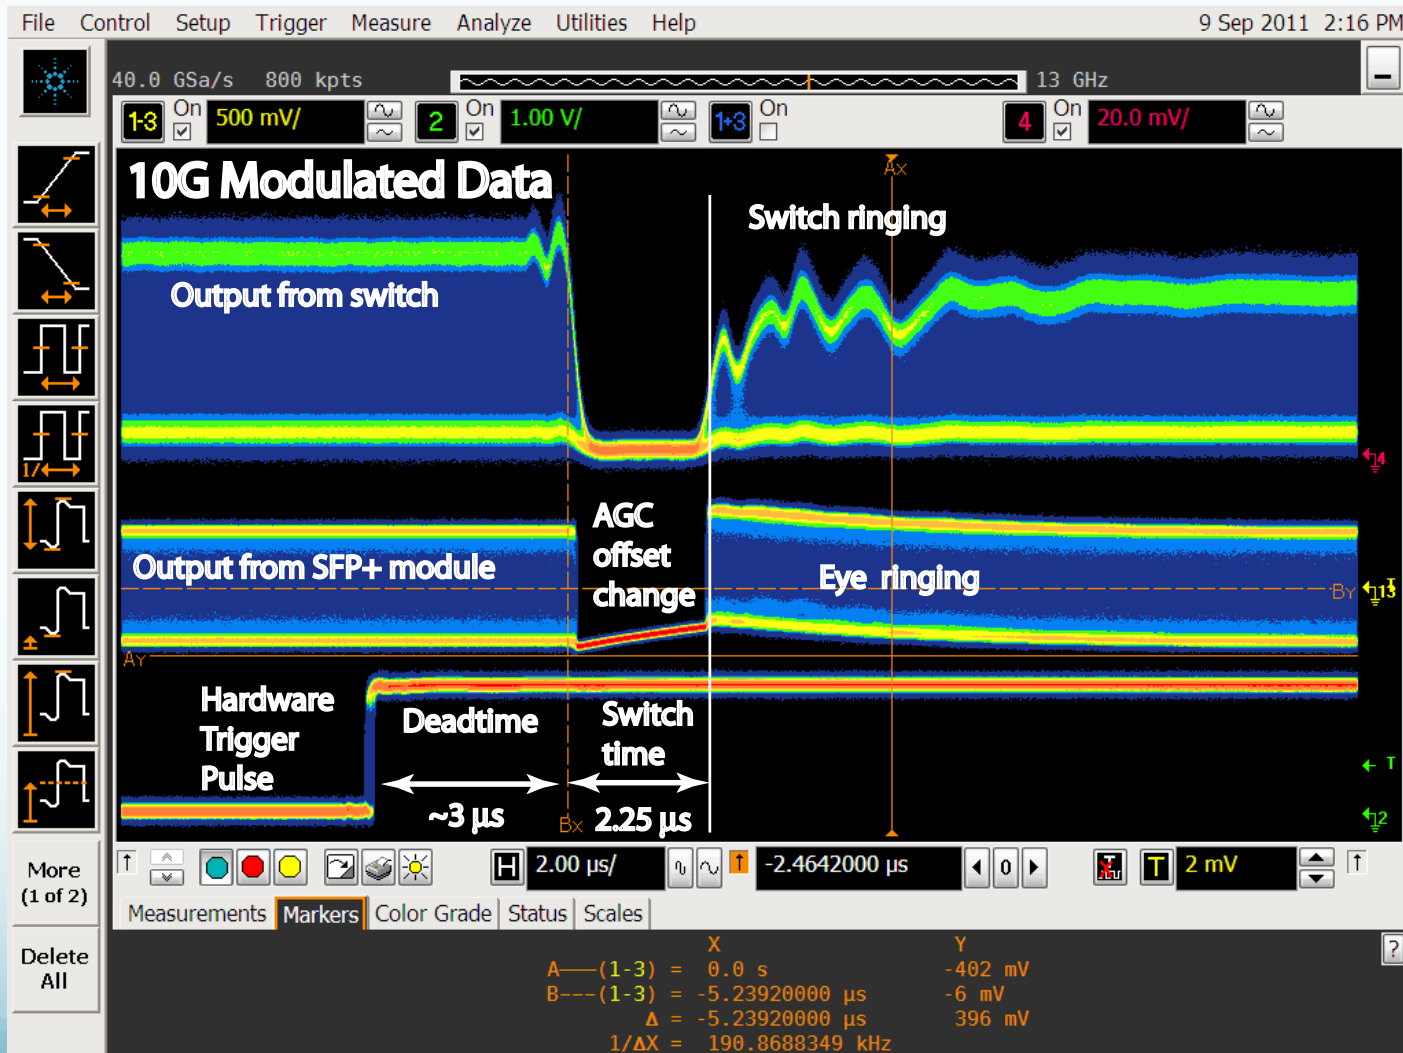 File Control Setup Trigger Measure Analyze Utilities Help 9 Sep 2011 2:16 PM
40.0 GSa/s 800 kpts 13 GHz
1-3 On 500 mV/ 2 On 1.00 V/ 1+3 On 4 On 20.0 mV/
10G Modulated Data
Ax
Switch ringing
Output from switch
1/
4
AGC
offset
change
Output from SFP+ module
Eye ringing
By
T
13
Ay
Hardware
Trigger
Pulse
Deadtime
Switch
time
T
~3 µs
Bx
2.25 µs
2
More
(1 of 2)
H 2.00 µs/ -2.4642000 µs 0 T 2 mV
Measurements Markers Color Grade Status Scales
Delete
All
X Y
?
A——(1-3) = 0.0 s -402 mV
B---(1-3) = -5.23920000 µs -6 mV
Δ = -5.23920000 µs 396 mV
1/ΔX = 190.8688349 kHz